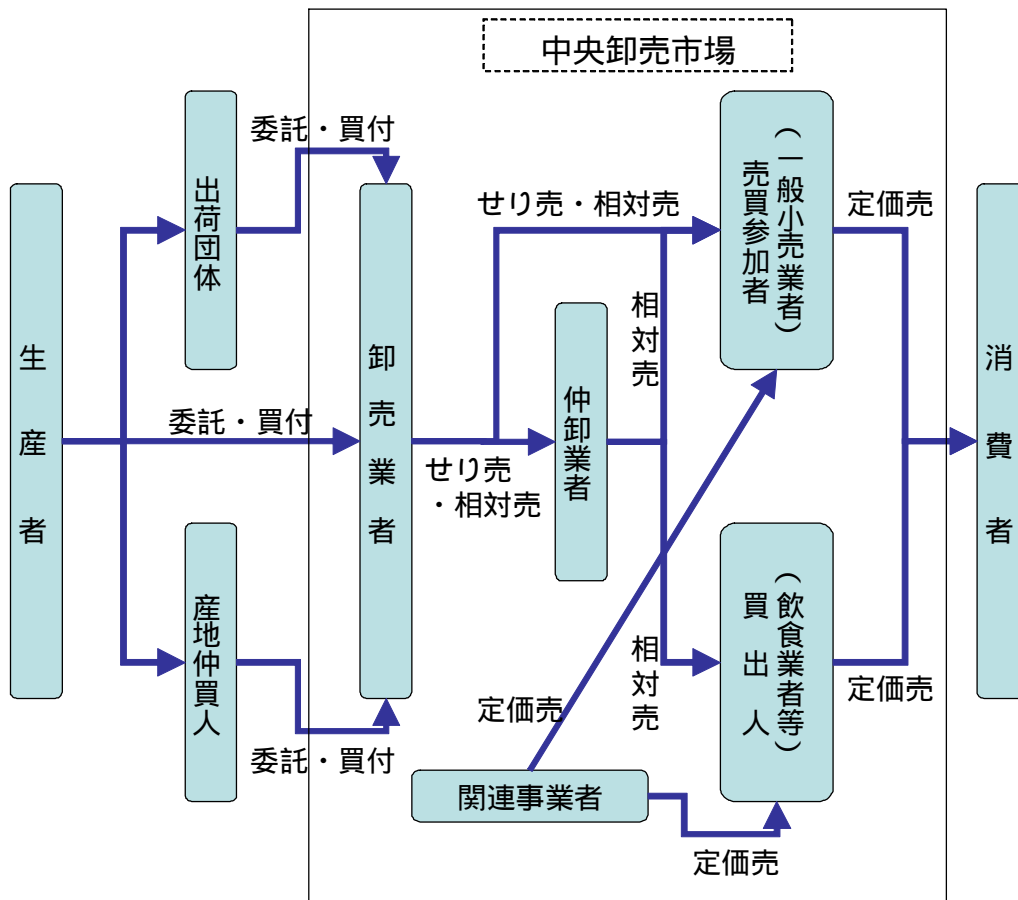 中央卸売市場
委託・買付
出荷団体
生産者
委託・買付
産地仲買人
委託・買付
卸売業者
せり売・相対売
せり売
・相対売
仲卸業者
相対売
相対売
(一般小売業者)
売買参加者
定価売
(飲食業者等)
買出人
定価売
定価売
関連事業者
定価売
消費者